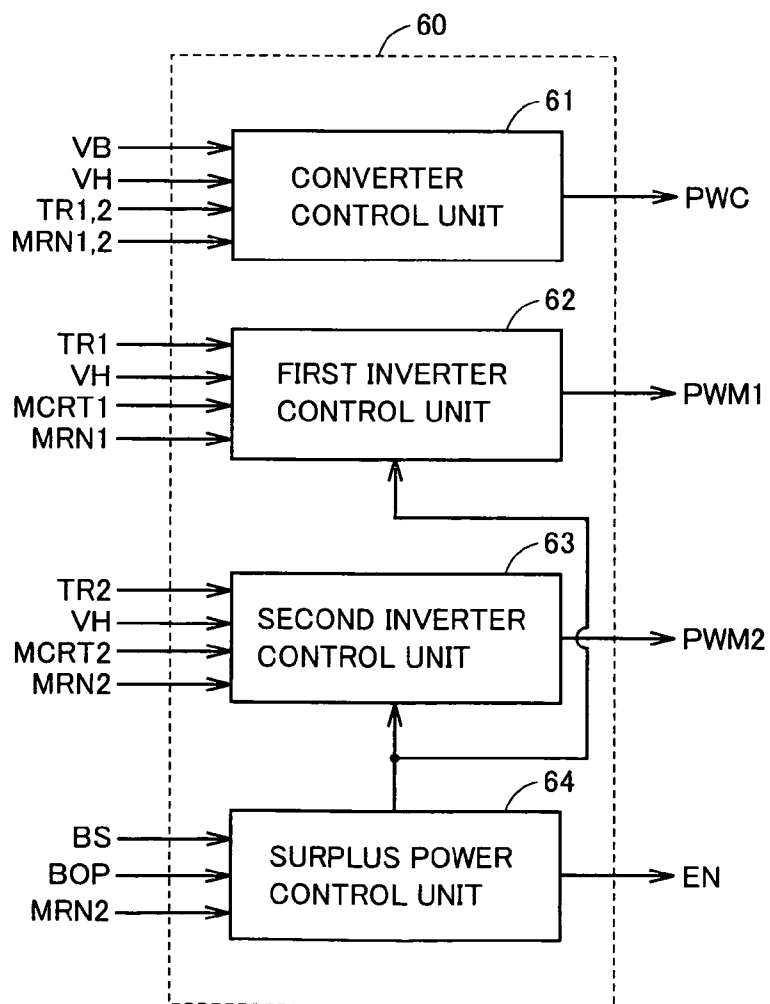 60
61
VB
VH
TR1,2
MRN1,2
CONVERTER
CONTROL UNIT
PWC
62
TR1
VH
MCRT1
MRN1
FIRST INVERTER
CONTROL UNIT
PWM1
63
TR2
VH
MCRT2
MRN2
SECOND INVERTER
CONTROL UNIT
PWM2
64
BS
BOP
MRN2
SURPLUS POWER
CONTROL UNIT
EN